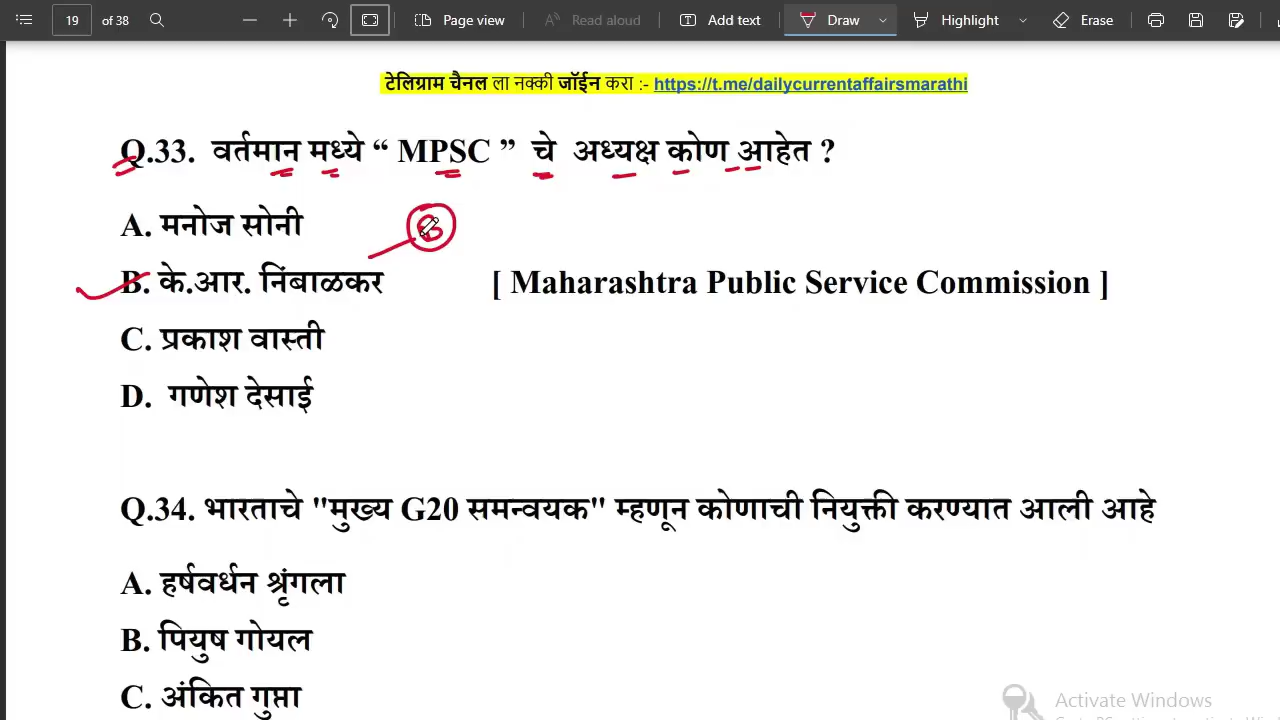 19 of 38 Page view Read aloud Add text Draw Highlight Erase
टेलिग्राम चैनल ला नक्की जॉईन करा :- https://t.me/dailycurrentaffairsmarathi
Q.33. वर्तमान मध्ये “ MPSC ” चे अध्यक्ष कोण आहेत ?
A. मनोज सोनी
B
B. के.आर. निंबाळकर [ Maharashtra Public Service Commission ]
C. प्रकाश वास्ती
D. गणेश देसाई
Q.34. भारताचे "मुख्य G20 समन्वयक" म्हणून कोणाची नियुक्ती करण्यात आली आहे
A. हर्षवर्धन श्रृंगला
B. पियुष गोयल
C. अंकित गुप्ता
Activate Windows